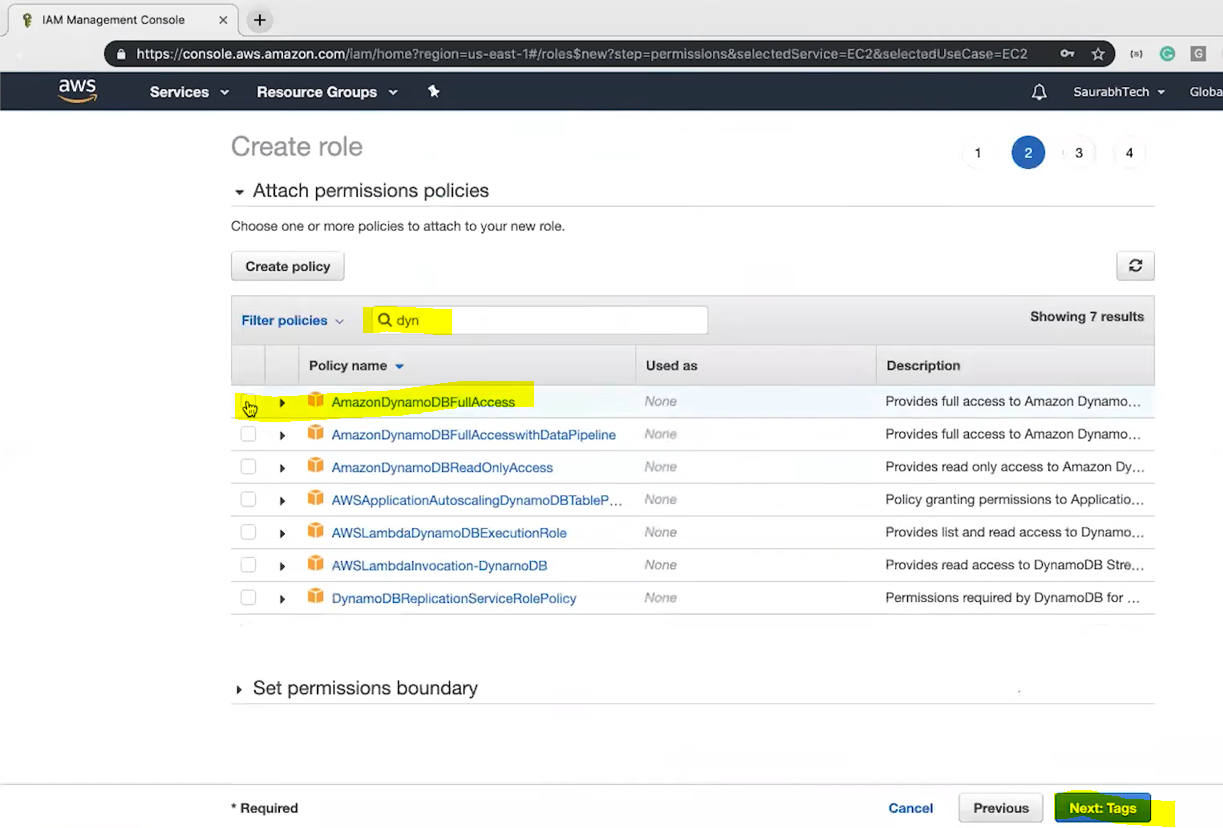 IAM Management Console
https://console.aws.amazon.com/iam/home?region=us-east-1#/roles$new?step=permissions&selectedService=EC2&selectedUseCase=EC2
aws Services Resource Groups SaurabhTech Globa
Create role 1 2 3 4
Attach permissions policies
Choose one or more policies to attach to your new role.
Create policy
Filter policies dyn Showing 7 results
Policy name Used as Description
AmazonDynamoDBFullAccess None Provides full access to Amazon Dynamo...
AmazonDynamoDBFullAccesswithDataPipeline None Provides full access to Amazon Dynamo...
AmazonDynamoDBReadOnlyAccess None Provides read only access to Amazon Dy...
AWSApplicationAutoscalingDynamoDBTableP... None Policy granting permissions to Applicatio...
AWSLambdaDynamoDBExecutionRole None Provides list and read access to Dynamo...
AWSLambdaInvocation-DynamoDB None Provides read access to DynamoDB Stre...
DynamoDBReplicationServiceRolePolicy None Permissions required by DynamoDB for ...
Set permissions boundary
* Required Cancel Previous Next: Tags